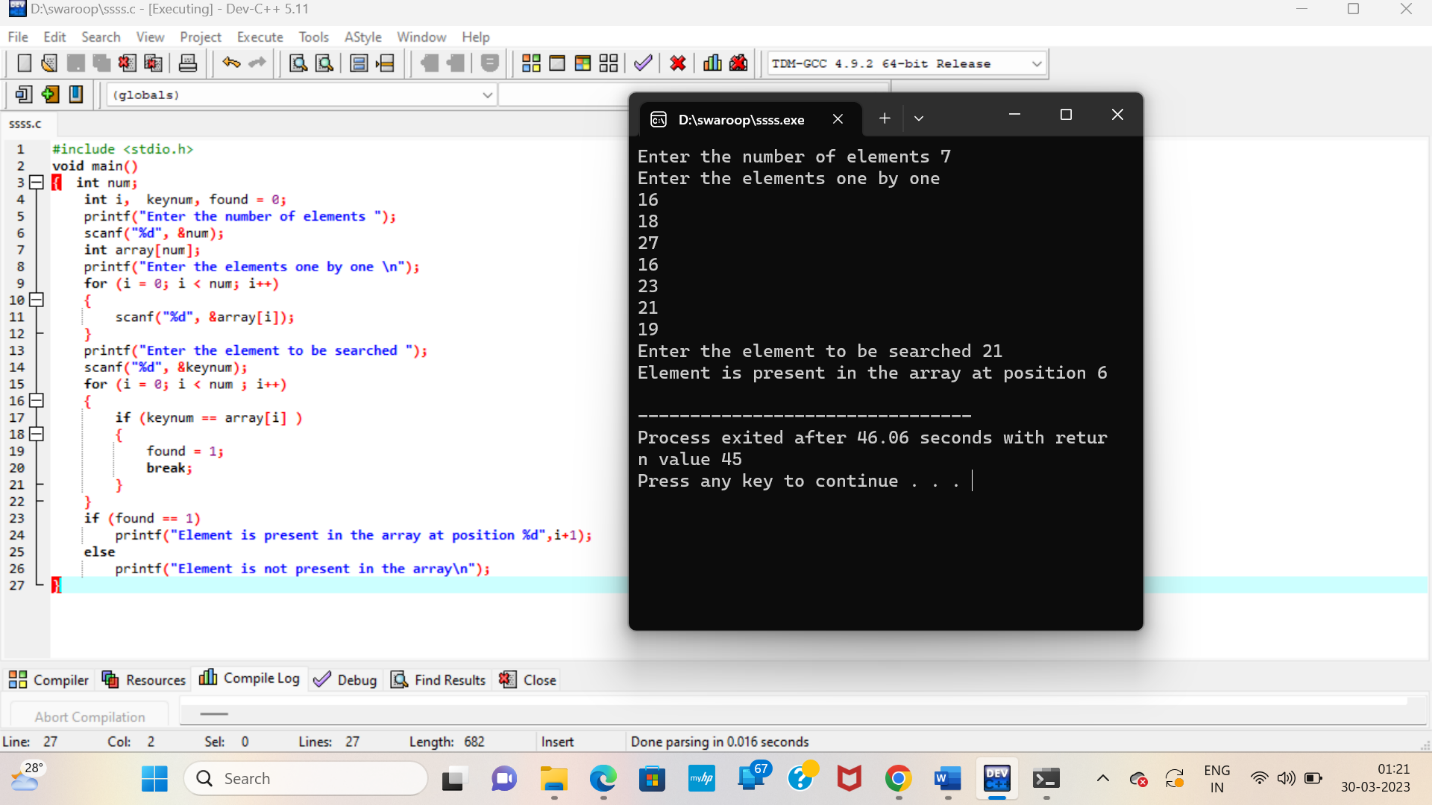 D:\swaroop\ssss.c - [Executing] - Dev-C++ 5.11
File Edit Search View Project Execute Tools AStyle Window Help
TDM-GCC 4.9.2 64-bit Release
(globals)
ssss.c
1 #include <stdio.h>
2 void main()
3 { int num;
4 int i,  keynum, found = 0;
5 printf("Enter the number of elements ");
6 scanf("%d", &num);
7 int array[num];
8 printf("Enter the elements one by one \n");
9 for (i = 0; i < num; i++)
10 {
11 scanf("%d", &array[i]);
12 }
13 printf("Enter the element to be searched ");
14 scanf("%d", &keynum);
15 for (i = 0; i < num ; i++)
16 {
17 if (keynum == array[i] )
18 {
19 found = 1;
20 break;
21 }
22 }
23 if (found == 1)
24 printf("Element is present in the array at position %d",i+1);
25 else
26 printf("Element is not present in the array\n");
27 }
D:\swaroop\ssss.exe
Enter the number of elements 7
Enter the elements one by one
16
18
27
16
23
21
19
Enter the element to be searched 21
Element is present in the array at position 6
--------------------------------
Process exited after 46.06 seconds with retur
n value 45
Press any key to continue . . .
Compiler Resources Compile Log Debug Find Results Close
Abort Compilation
Line: 27 Col: 2 Sel: 0 Lines: 27 Length: 682 Insert Done parsing in 0.016 seconds
28°
Search
myhp
67
W
DEV
C++
ENG
IN
01:21
30-03-2023